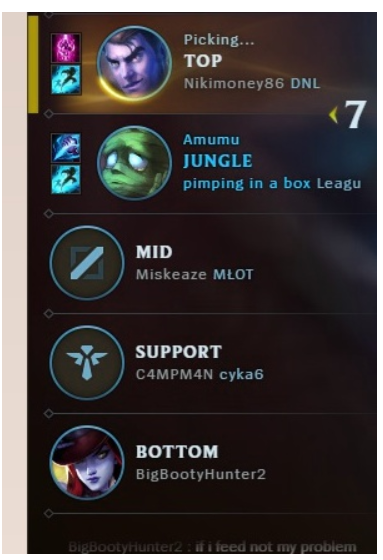 Picking...
TOP
Nikimoney86 DNL
7
Amumu
JUNGLE
pimping in a box Leagu
MID
Miskeaze MŁOT
SUPPORT
C4MPM4N cyka6
BOTTOM
BigBootyHunter2
BigBootyHunter2 : if i feed not my problem